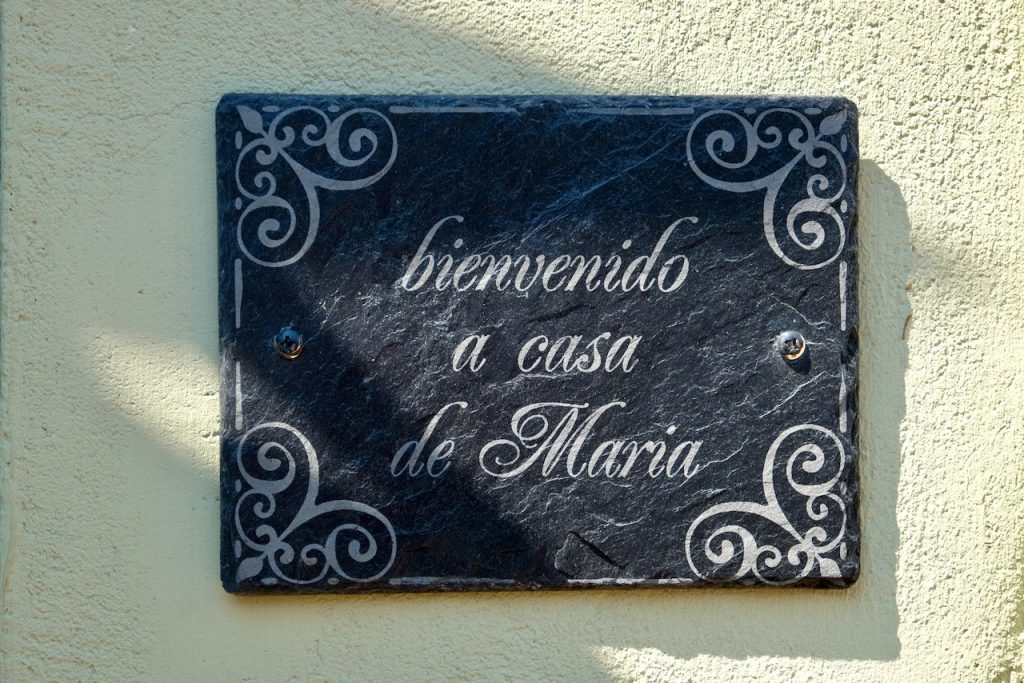 bienvenido
a casa
de Maria